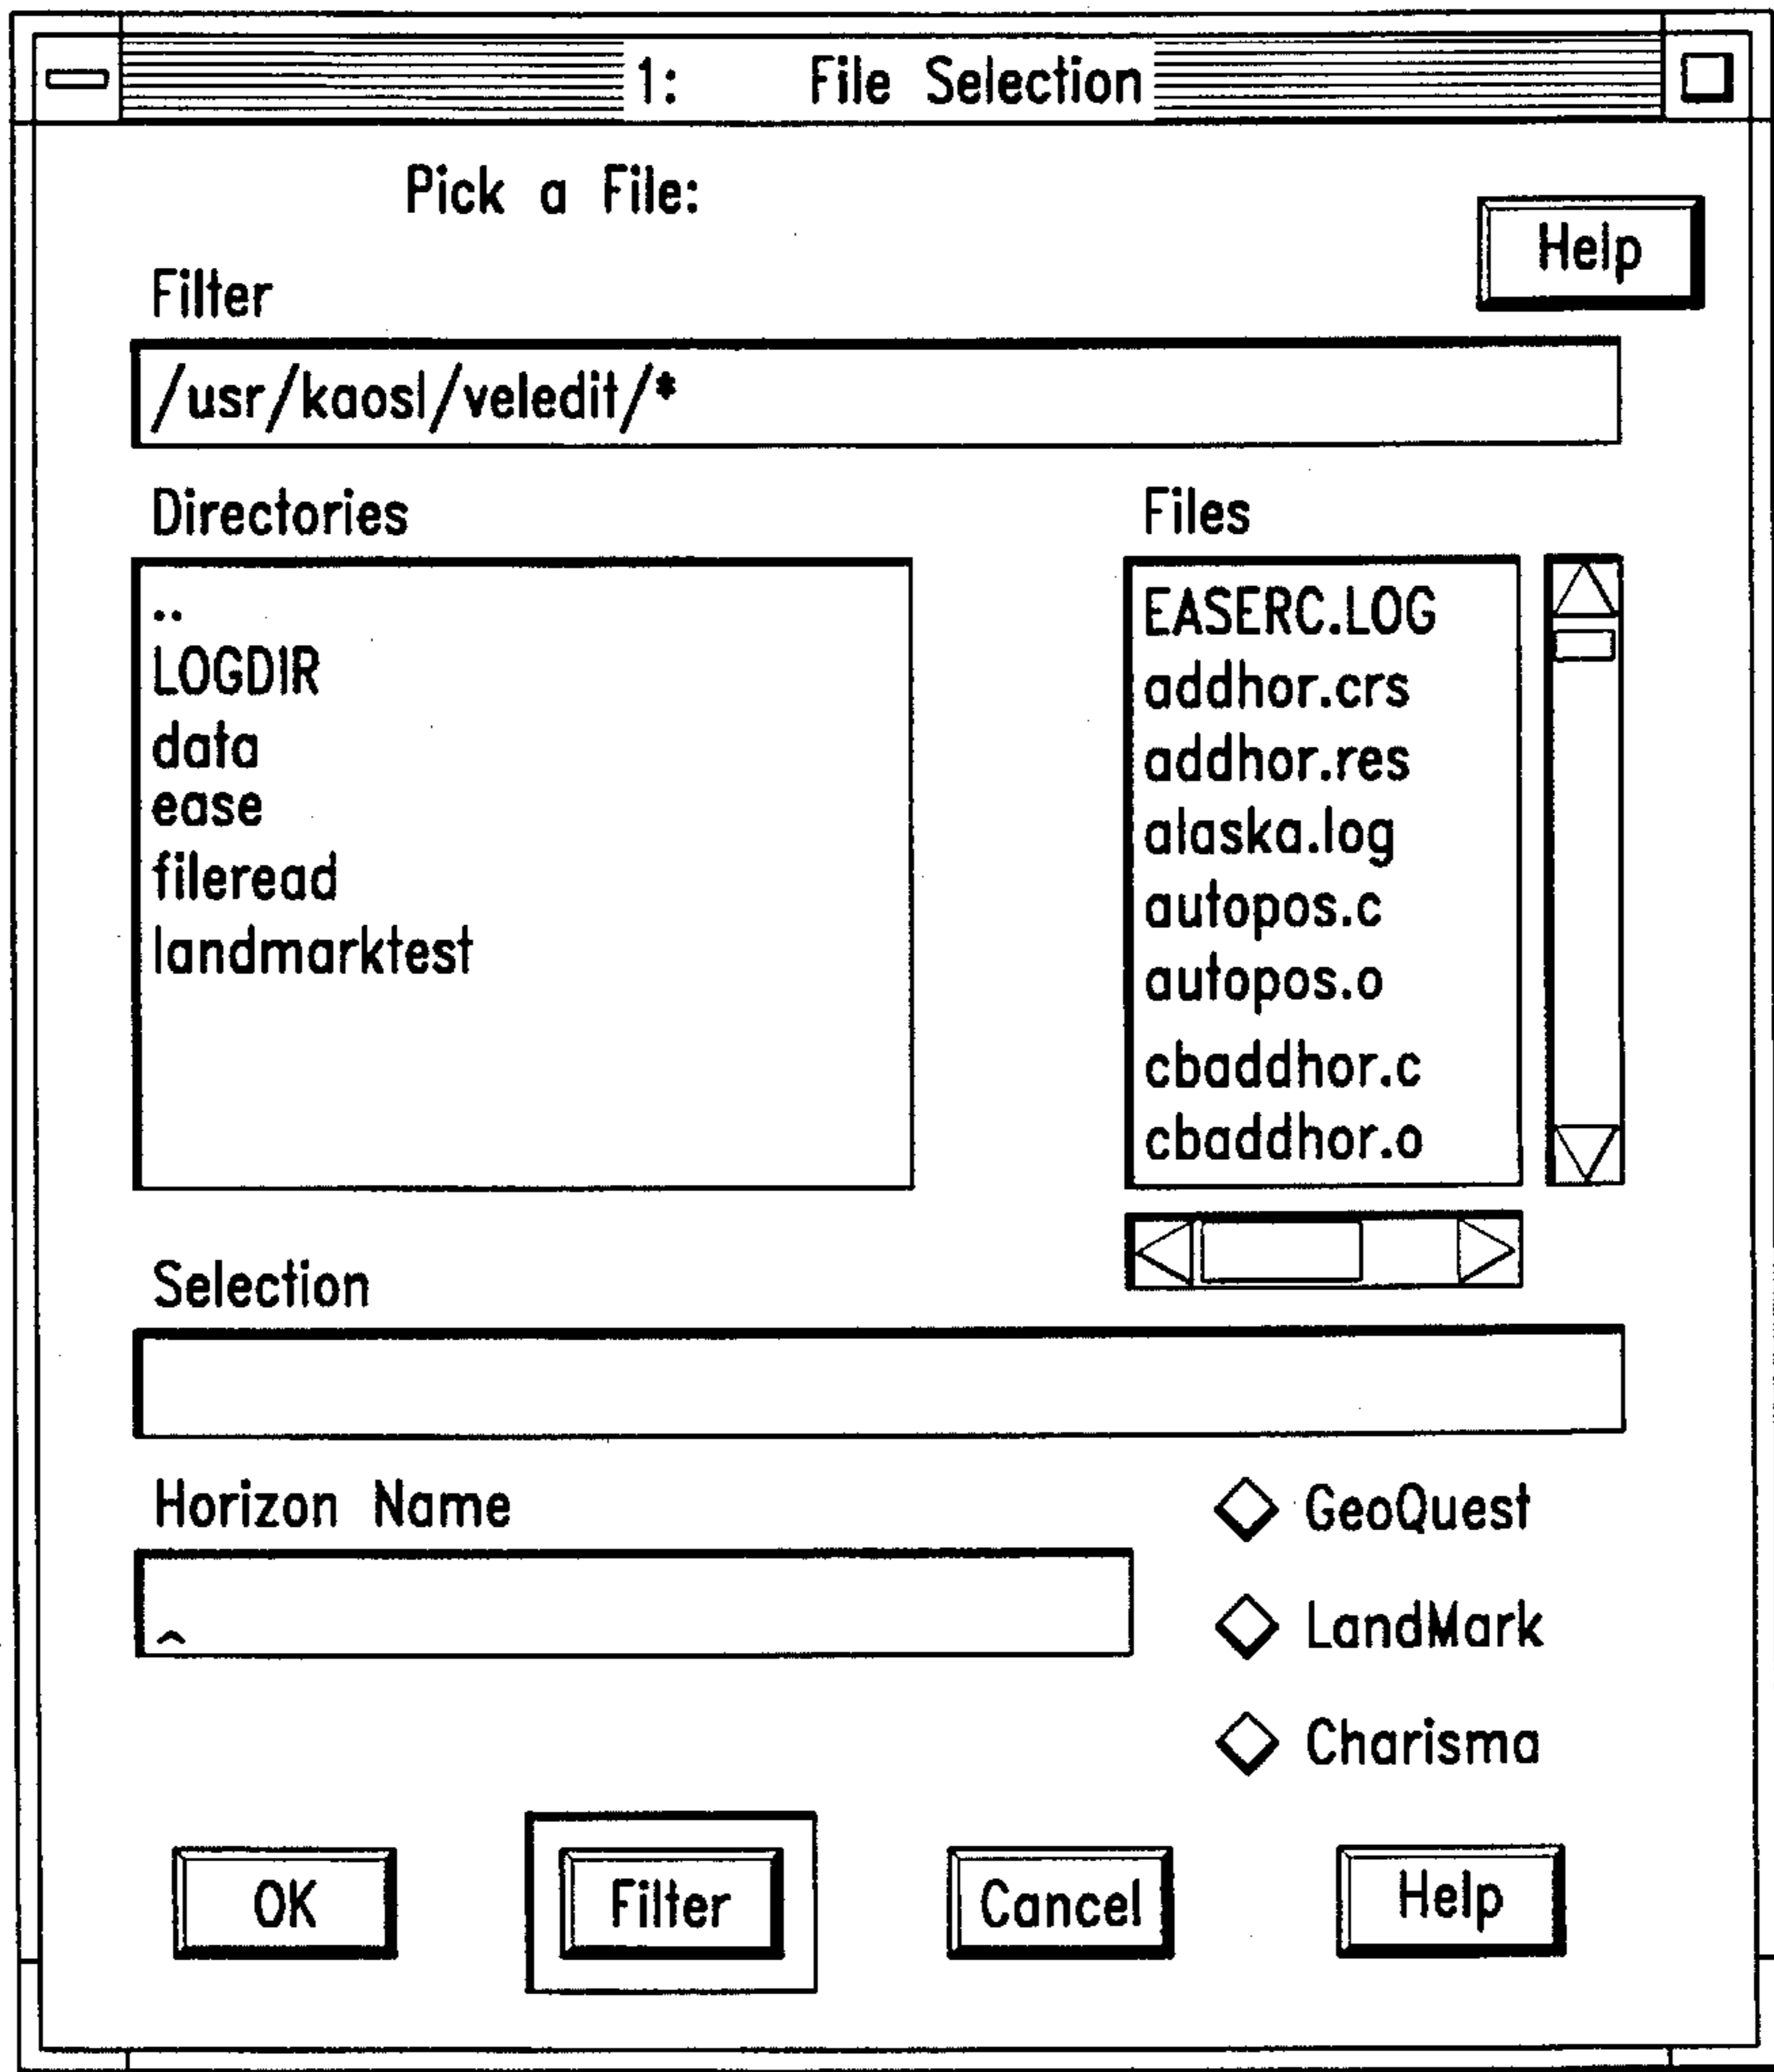 1: File Selection
Pick a File:
Help
Filter
/usr/kaosl/veledit/*
Directories
..
LOGDIR
data
ease
fileread
landmarktest
Files
EASERC.LOG
addhor.crs
addhor.res
alaska.log
autopos.c
autopos.o
cbaddhor.c
cbaddhor.o
Selection
Horizon Name
^
GeoQuest
LandMark
Charisma
OK
Filter
Cancel
Help